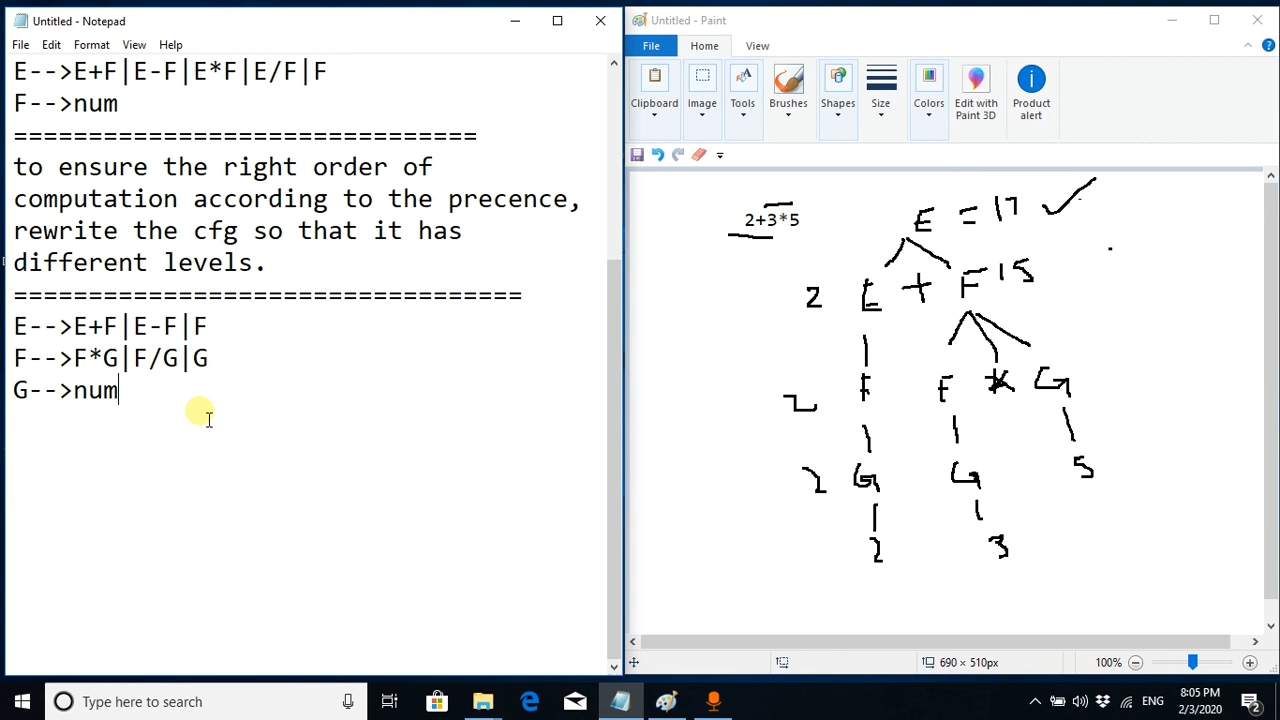 Untitled - Notepad
File Edit Format View Help
E-->E+F|E-F|E*F|E/F|F
F-->num
===============================
to ensure the right order of
computation according to the precence,
rewrite the cfg so that it has
different levels.
==================================
E-->E+F|E-F|F
F-->F*G|F/G|G
G-->num
Untitled - Paint
File Home View
Clipboard Image Tools Brushes Shapes Size Colors Edit with Paint 3D Product alert
2+3*5
E = 17
2 E + F 15
2 F F * G
2 G G 5
2 3
690 × 510px 100%
Type here to search
ENG
8:05 PM
2/3/2020
2